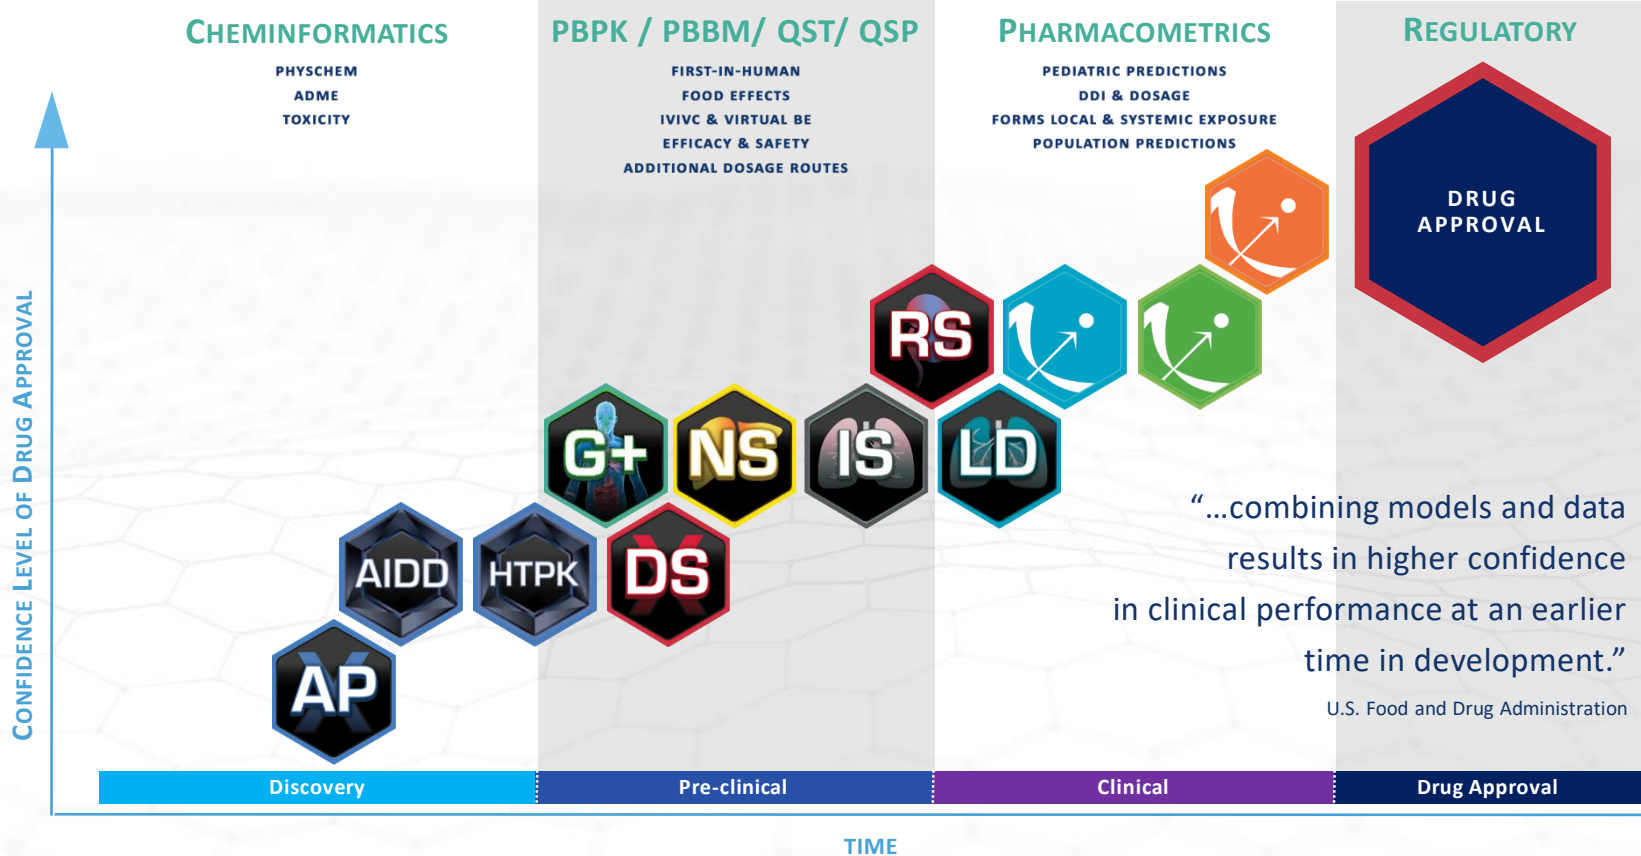 CHEMINFORMATICS
PHYSCHEM
ADME
TOXICITY
PBPK / PBBM/ QST/ QSP
FIRST-IN-HUMAN
FOOD EFFECTS
IVIVC & VIRTUAL BE
EFFICACY & SAFETY
ADDITIONAL DOSAGE ROUTES
PHARMACOMETRICS
PEDIATRIC PREDICTIONS
DDI & DOSAGE
FORMS LOCAL & SYSTEMIC EXPOSURE
POPULATION PREDICTIONS
REGULATORY
DRUG
APPROVAL
CONFIDENCE LEVEL OF DRUG APPROVAL
RS
G+
NS
IS
LD
AIDD
HTPK
DS
AP
“...combining models and data
results in higher confidence
in clinical performance at an earlier
time in development.”
U.S. Food and Drug Administration
Discovery
Pre-clinical
Clinical
Drug Approval
TIME